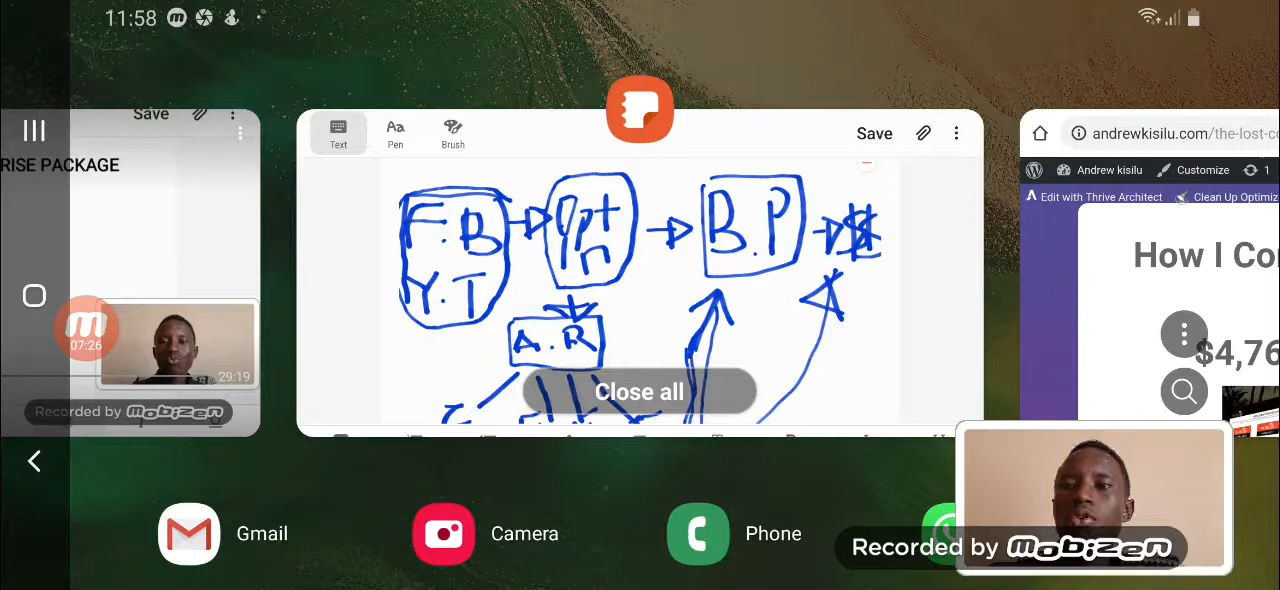 11:58
Save
RISE PACKAGE
07:26
29:19
Recorded by MOBIZEN
Text
Pen
Brush
Save
F.B
Y.T
B.P
A.R
Close all
andrewkisilu.com/the-lost-c
Andrew kisilu
Customize
1
Edit with Thrive Architect
Clean Up Optimiz
How I Co
$4,76
Gmail
Camera
Phone
Recorded by MOBIZEN